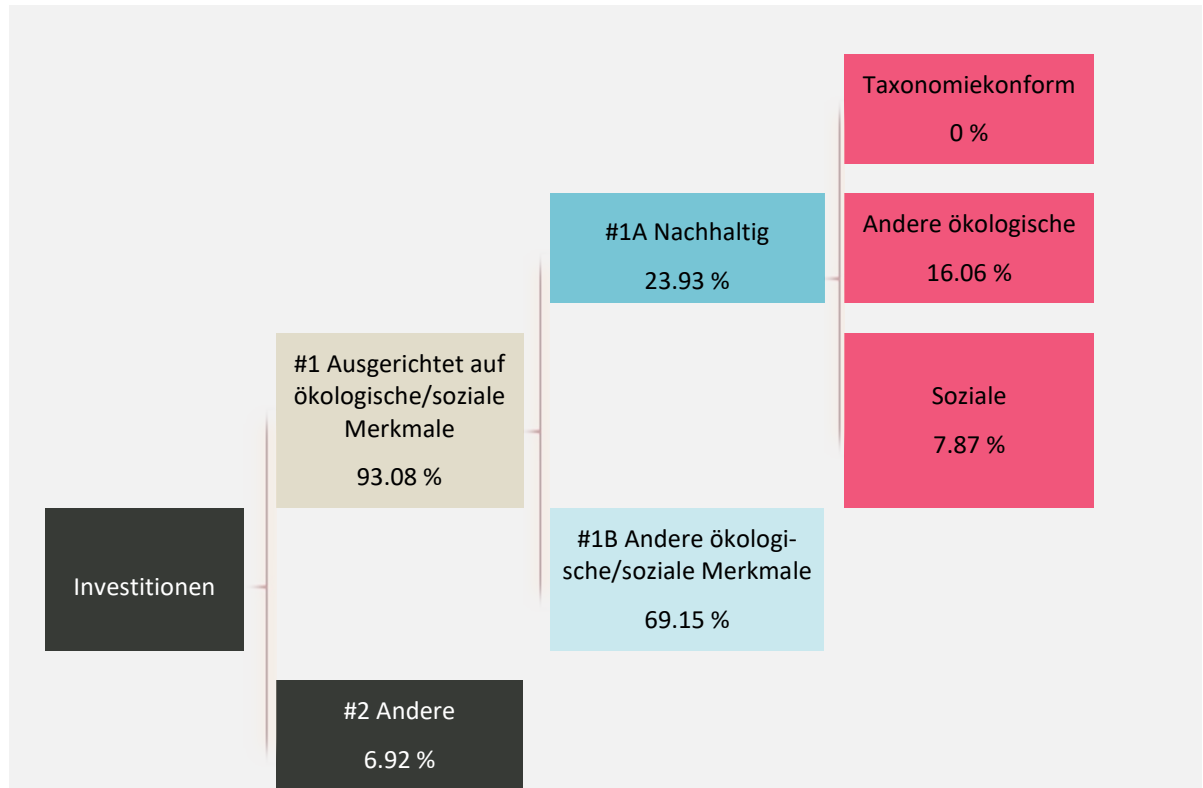 Taxonomiekonform
0 %
#1A Nachhaltig
23.93 %
Andere ökologische
16.06 %
#1 Ausgerichtet auf
ökologische/soziale
Merkmale
93.08 %
Soziale
7.87 %
Investitionen
#1B Andere ökologi-
sche/soziale Merkmale
69.15 %
#2 Andere
6.92 %